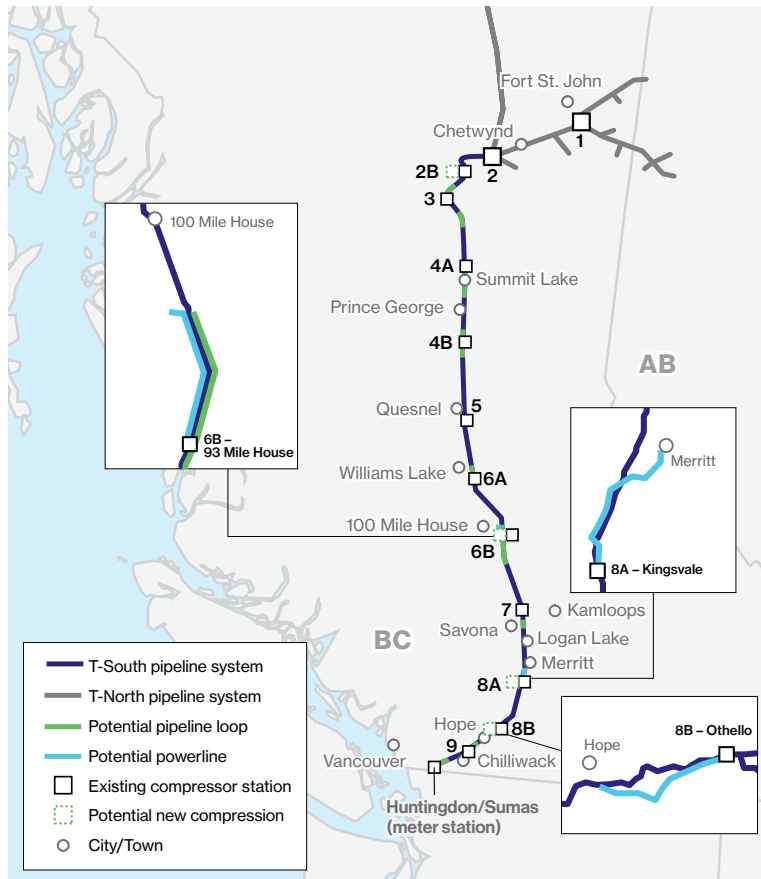 Fort St. John
1
Chetwynd
2
2B
3
100 Mile House
4A
Summit Lake
Prince George
4B
AB
Quesnel
5
6B –
93 Mile House
Williams Lake
6A
Merritt
100 Mile House
6B
8A – Kingsvale
7
Kamloops
Savona
Logan Lake
BC
Merritt
8A
T-South pipeline system
T-North pipeline system
Potential pipeline loop
Potential powerline
Existing compressor station
Potential new compression
City/Town
Hope
8B
9
Vancouver
Chilliwack
Huntingdon/Sumas
(meter station)
8B – Othello
Hope